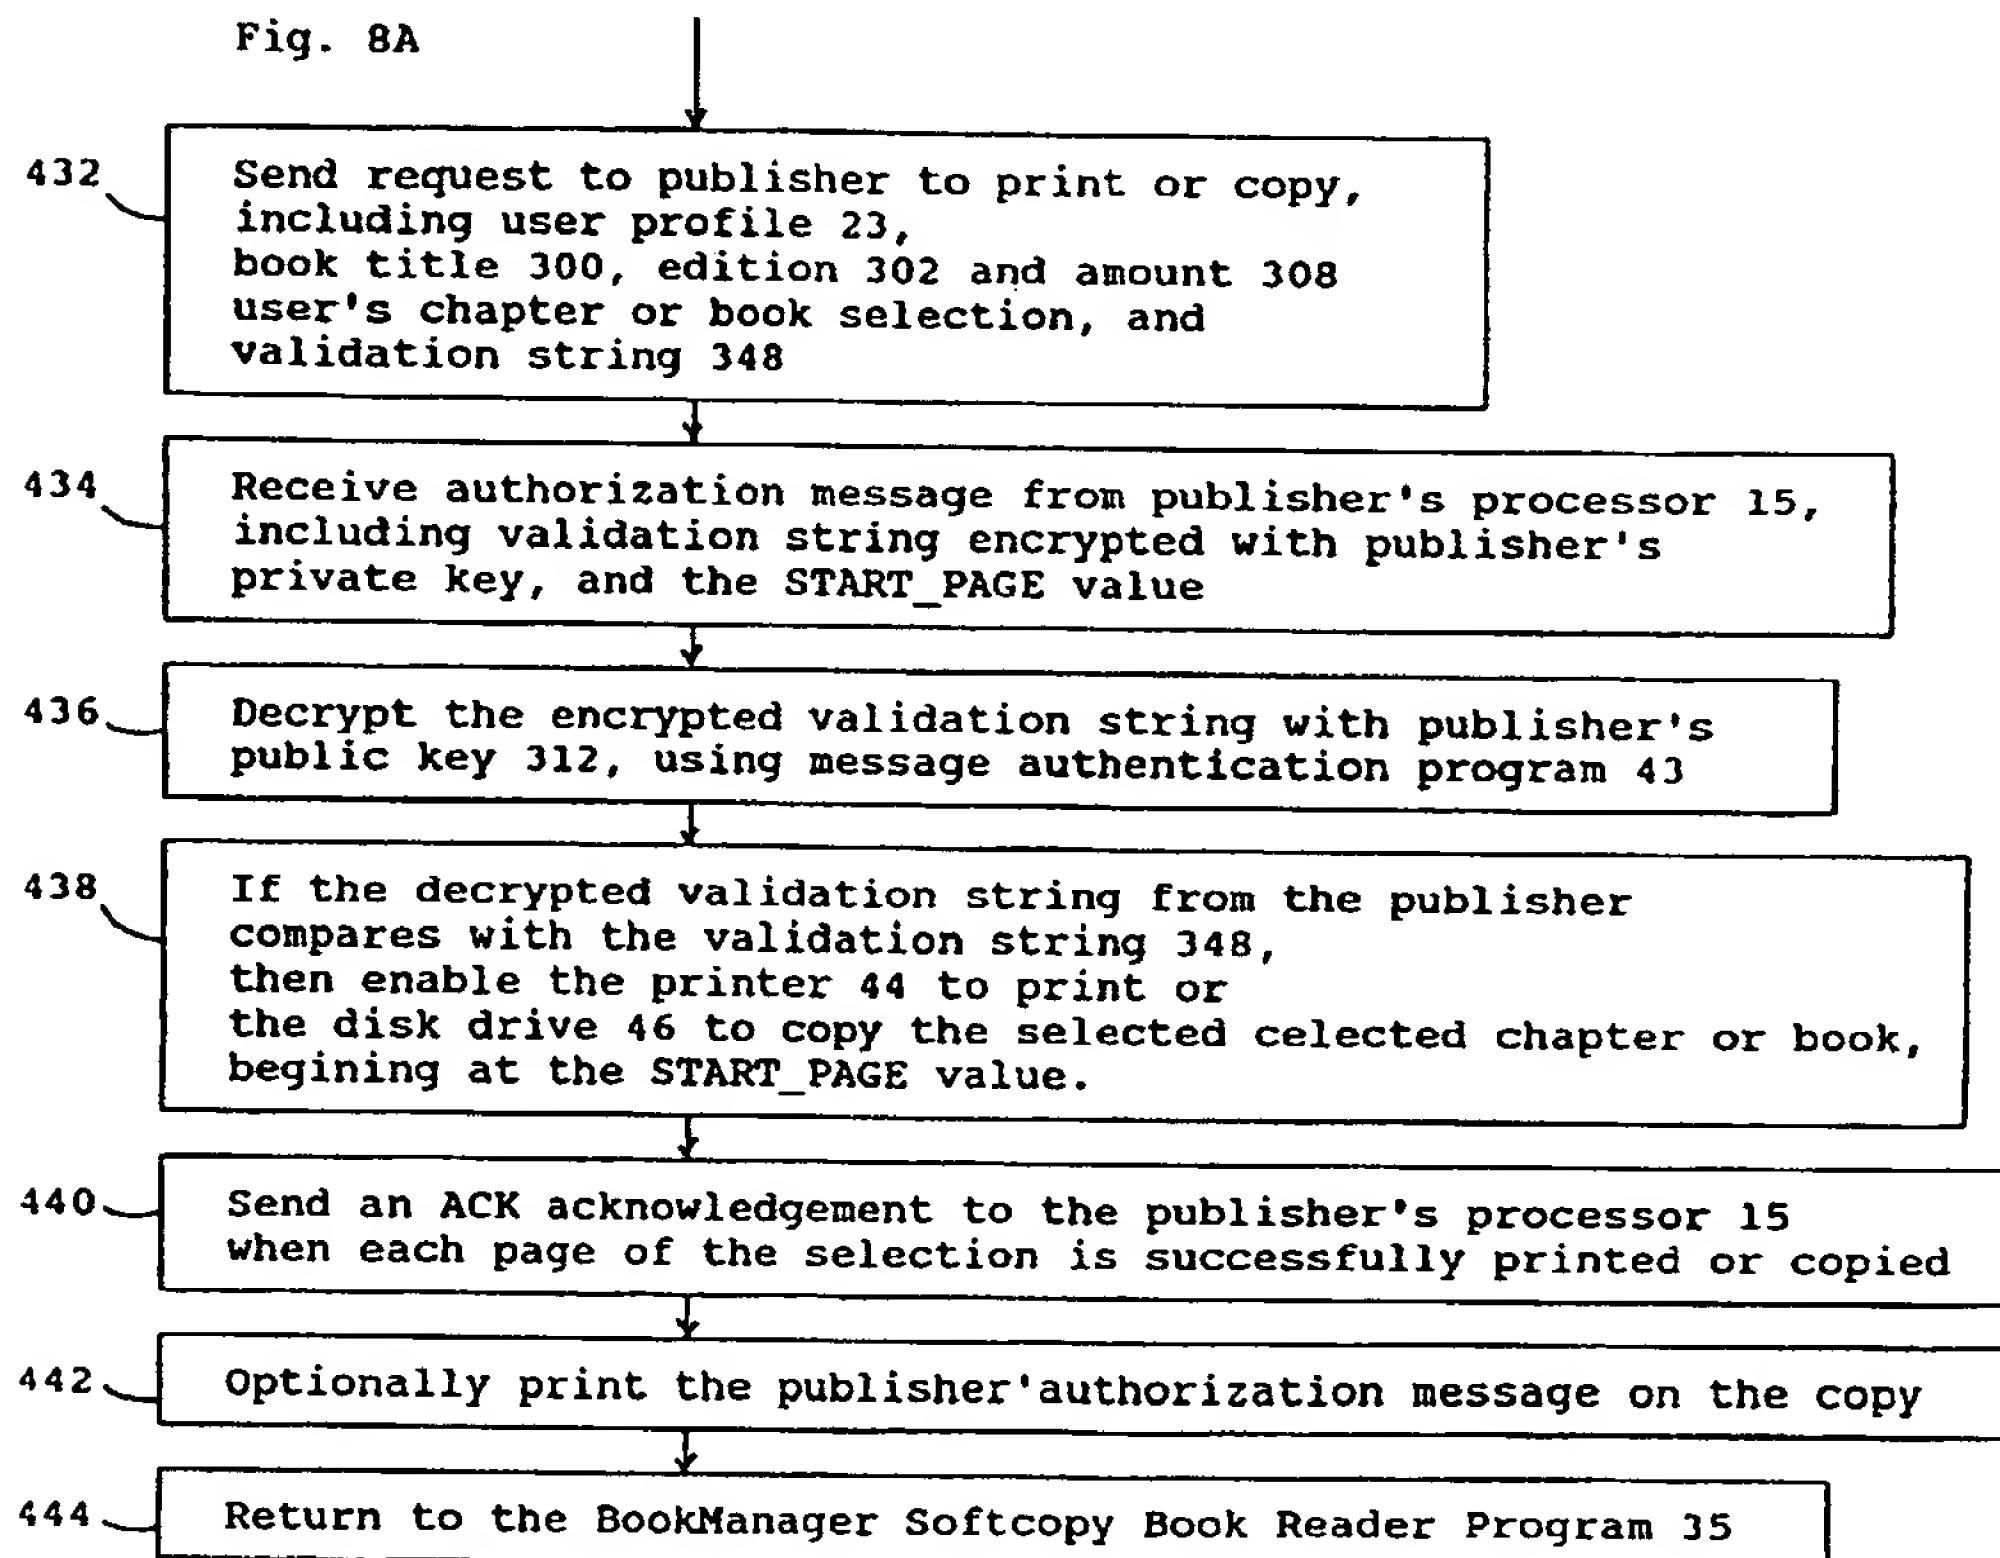 Fig. 8A
432
Send request to publisher to print or copy,
including user profile 23,
book title 300, edition 302 and amount 308
user's chapter or book selection, and
validation string 348
434
Receive authorization message from publisher's processor 15,
including validation string encrypted with publisher's
private key, and the START_PAGE value
436
Decrypt the encrypted validation string with publisher's
public key 312, using message authentication program 43
438
If the decrypted validation string from the publisher
compares with the validation string 348,
then enable the printer 44 to print or
the disk drive 46 to copy the selected celected chapter or book,
begining at the START_PAGE value.
440
Send an ACK acknowledgement to the publisher's processor 15
when each page of the selection is successfully printed or copied
442
Optionally print the publisher'authorization message on the copy
444
Return to the BookManager Softcopy Book Reader Program 35